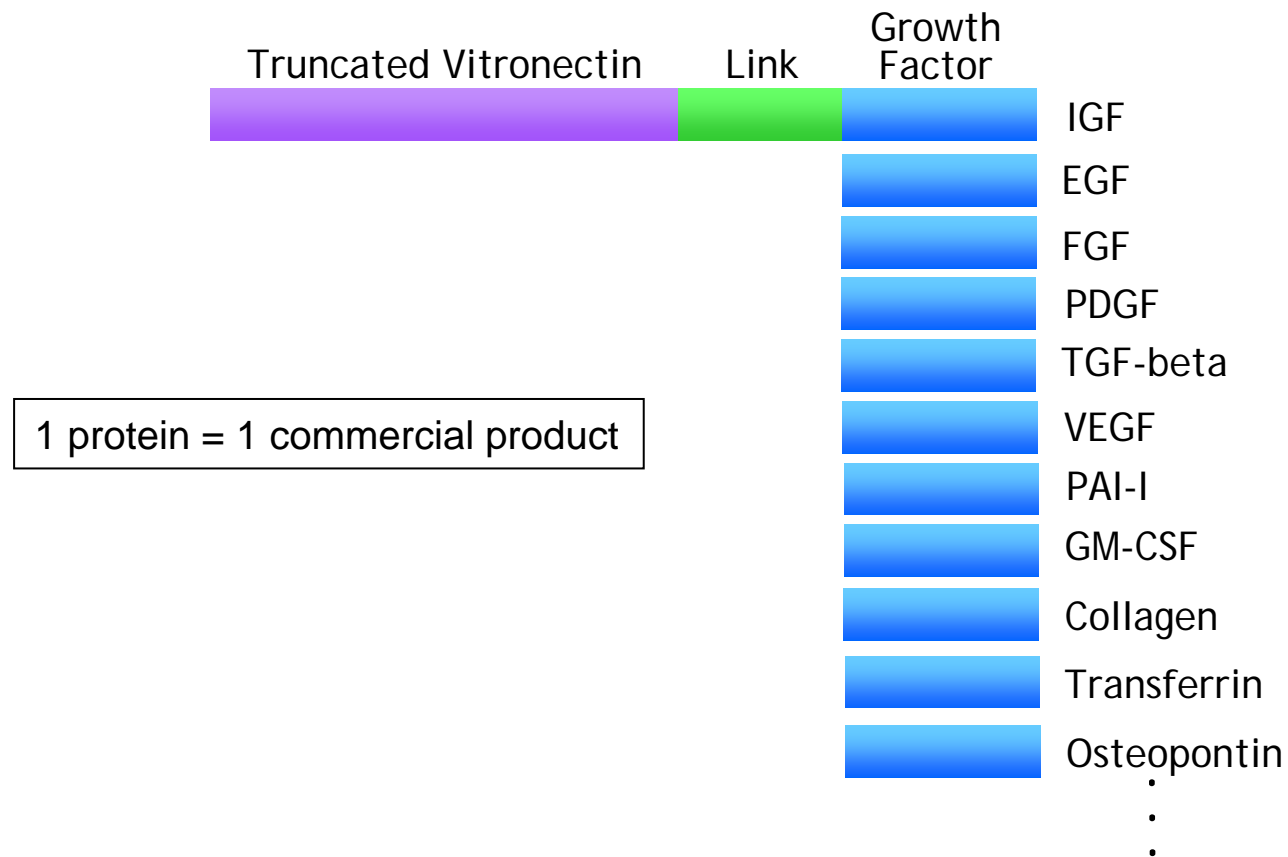 Growth
Truncated Vitronectin Link Factor
IGF
EGF
FGF
PDGF
TGF-beta
1 protein = 1 commercial product
VEGF
PAI-I
GM-CSF
Collagen
Transferrin
Osteopontin
.
.
.